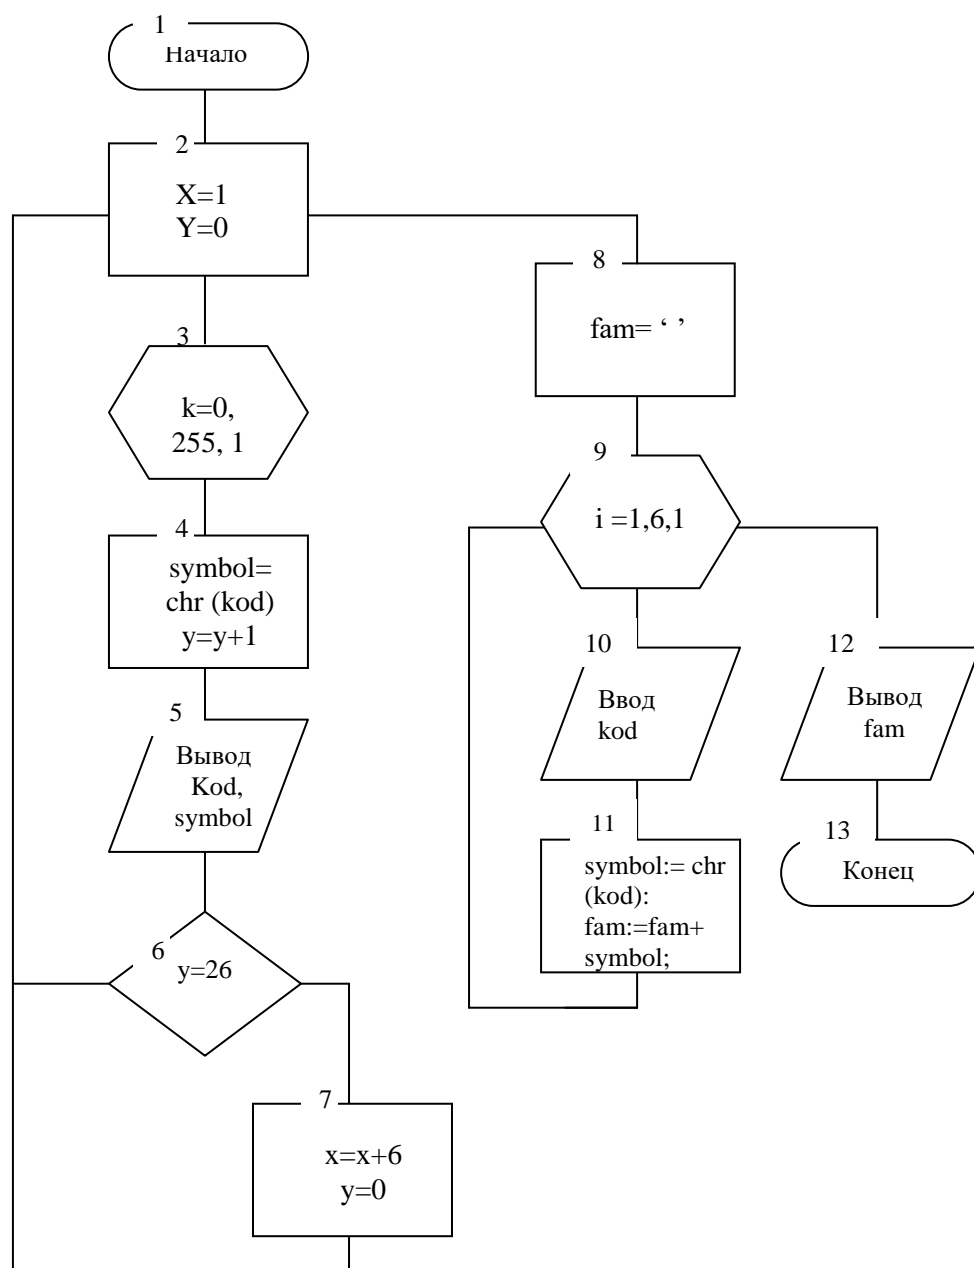 1
Начало
2
X=1
Y=0
3
k=0,
255, 1
4
symbol=
chr (kod)
y=y+1
5
Вывод
Kod,
symbol
6
y=26
7
x=x+6
y=0
8
fam= ‘ ’
9
i =1,6,1
10
Ввод
kod
11
symbol:= chr
(kod):
fam:=fam+
symbol;
12
Вывод
fam
13
Конец